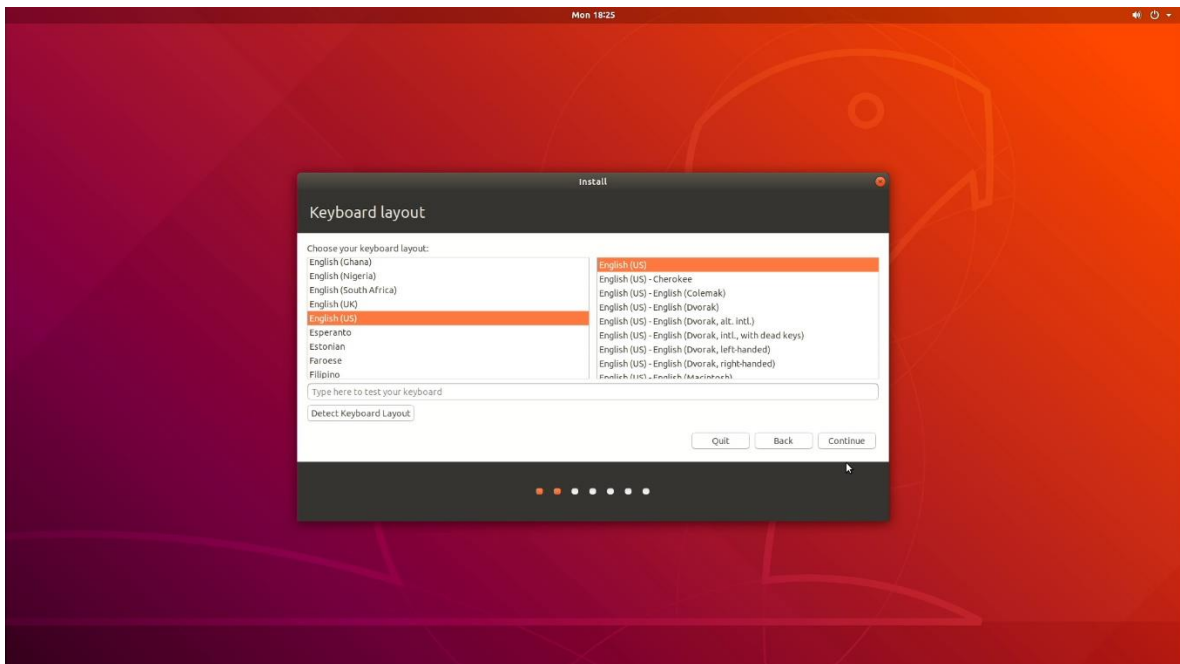 Mon 18:25
Install
Keyboard layout
Choose your keyboard layout:
English (Ghana)
English (Nigeria)
English (South Africa)
English (UK)
English (US)
Esperanto
Estonian
Faroese
Filipino
English (US)
English (US) - Cherokee
English (US) - English (Colemak)
English (US) - English (Dvorak)
English (US) - English (Dvorak, alt. intl.)
English (US) - English (Dvorak, intl., with dead keys)
English (US) - English (Dvorak, left-handed)
English (US) - English (Dvorak, right-handed)
English (US) - English (Macintosh)
Type here to test your keyboard
Detect Keyboard Layout
Quit Back Continue